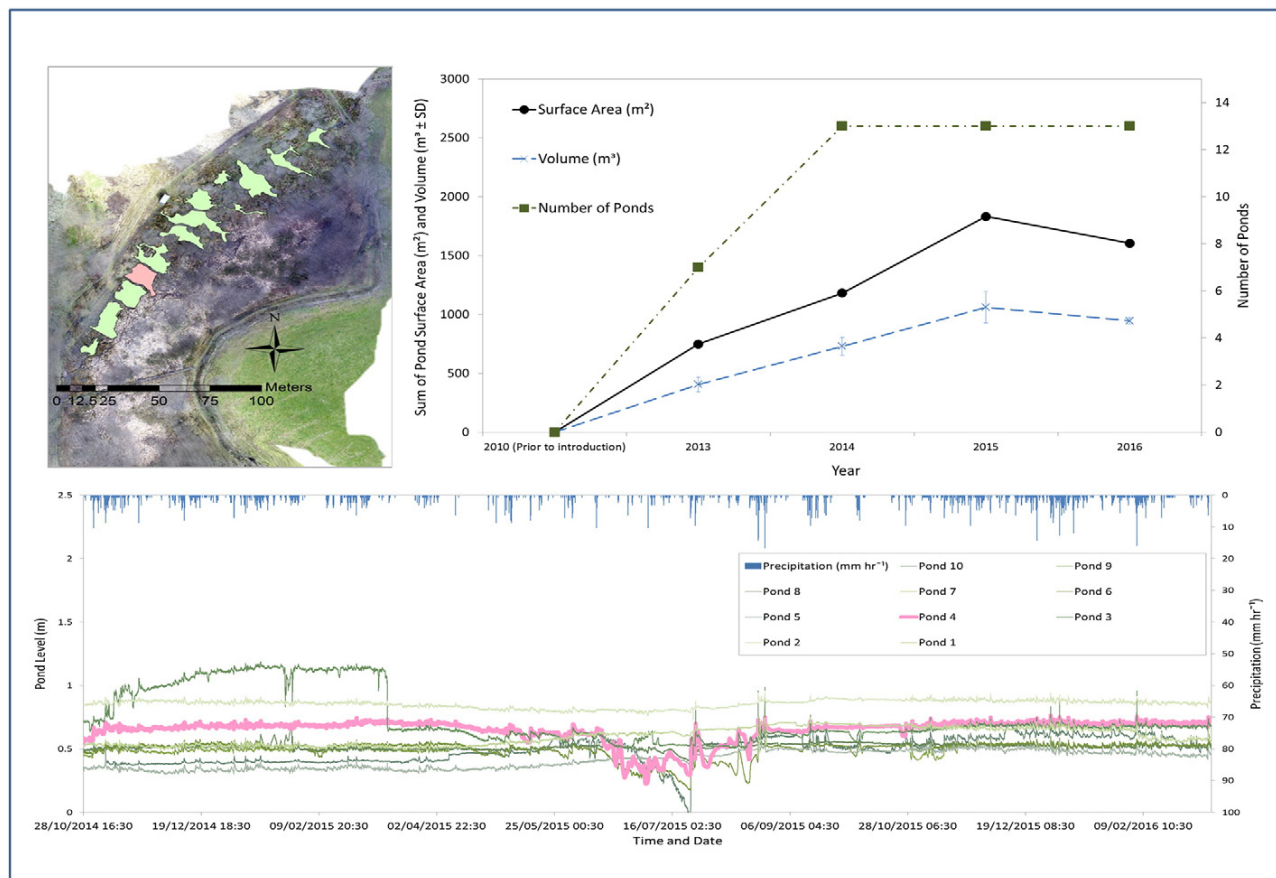 N
Meters
0 12.5 25 50 75 100
Sum of Pond Surface Area (m²) and Volume (m³ ± SD)
3000
2500
2000
1500
1000
500
0
Surface Area (m²)
Volume (m³)
Number of Ponds
14
12
10
8
6
4
2
0
Number of Ponds
2010 (Prior to introduction) 2013 2014 2015 2016
Year
Pond Level (m)
2.5
2
1.5
1
0.5
0
Precipitation (mm hr⁻¹) Pond 10 Pond 9
Pond 8 Pond 7 Pond 6
Pond 5 Pond 4 Pond 3
Pond 2 Pond 1
0
10
20
30
40
50
60
70
80
90
100
Precipitation (mm hr⁻¹)
28/10/2014 16:30 19/12/2014 18:30 09/02/2015 20:30 02/04/2015 22:30 25/05/2015 00:30 16/07/2015 02:30 06/09/2015 04:30 28/10/2015 06:30 19/12/2015 08:30 09/02/2016 10:30
Time and Date